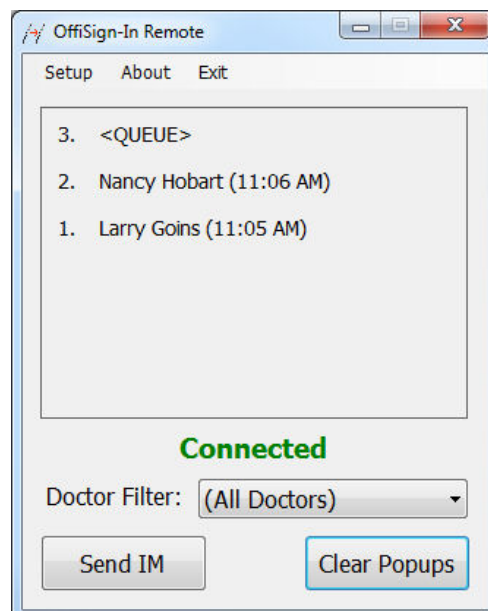 OffiSign-In Remote
Setup About Exit
3. <QUEUE>
2. Nancy Hobart (11:06 AM)
1. Larry Goins (11:05 AM)
Connected
Doctor Filter: (All Doctors)
Send IM Clear Popups